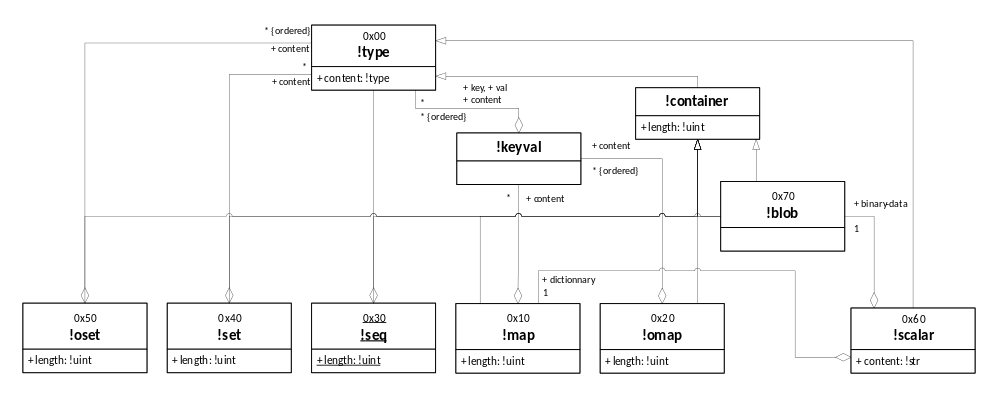 * {ordered}
+ content
*
+ content
0x00
!type
+ content: !type
+ key, + val
+ content
*
* {ordered}
!container
+ length: !uint
!keyval
+ content
* {ordered}
* + content
0x70
!blob
+ binary-data
1
+ dictionnary
1
0x50
!oset
+ length: !uint
0x40
!set
+ length: !uint
0x30
!seq
+ length: !uint
0x10
!map
+ length: !uint
0x20
!omap
+ length: !uint
0x60
!scalar
+ content: !str